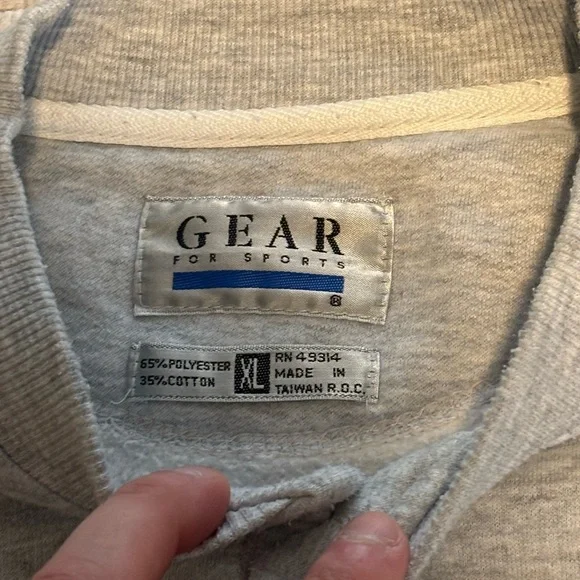 GEAR
FOR SPORTS
®
65%POLYESTER
35%COTTON
XL
RN 49314
MADE IN
TAIWAN R.O.C.